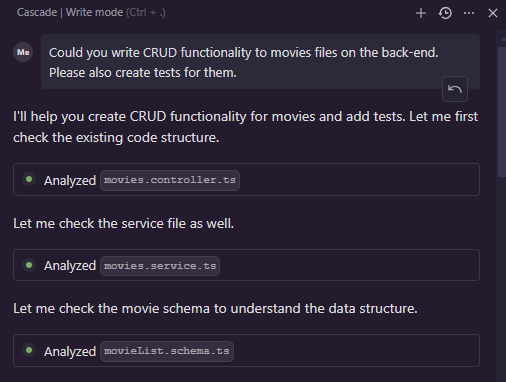 Cascade | Write mode (Ctrl + .)
Me
Could you write CRUD functionality to movies files on the back-end.
Please also create tests for them.
I'll help you create CRUD functionality for movies and add tests. Let me first
check the existing code structure.
Analyzed movies.controller.ts
Let me check the service file as well.
Analyzed movies.service.ts
Let me check the movie schema to understand the data structure.
Analyzed movieList.schema.ts